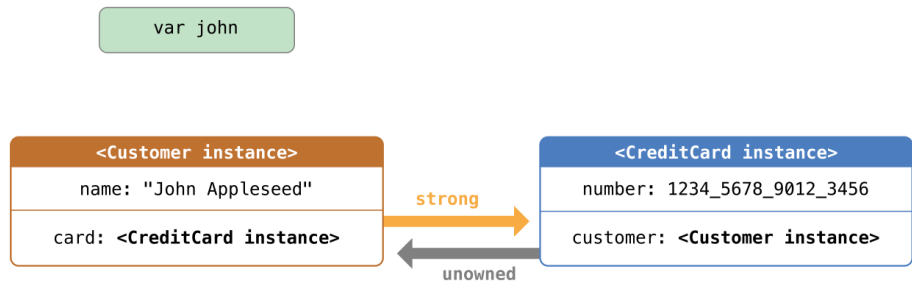 var john
<Customer instance>
name: "John Appleseed"
card: <CreditCard instance>
strong
unowned
<CreditCard instance>
number: 1234_5678_9012_3456
customer: <Customer instance>